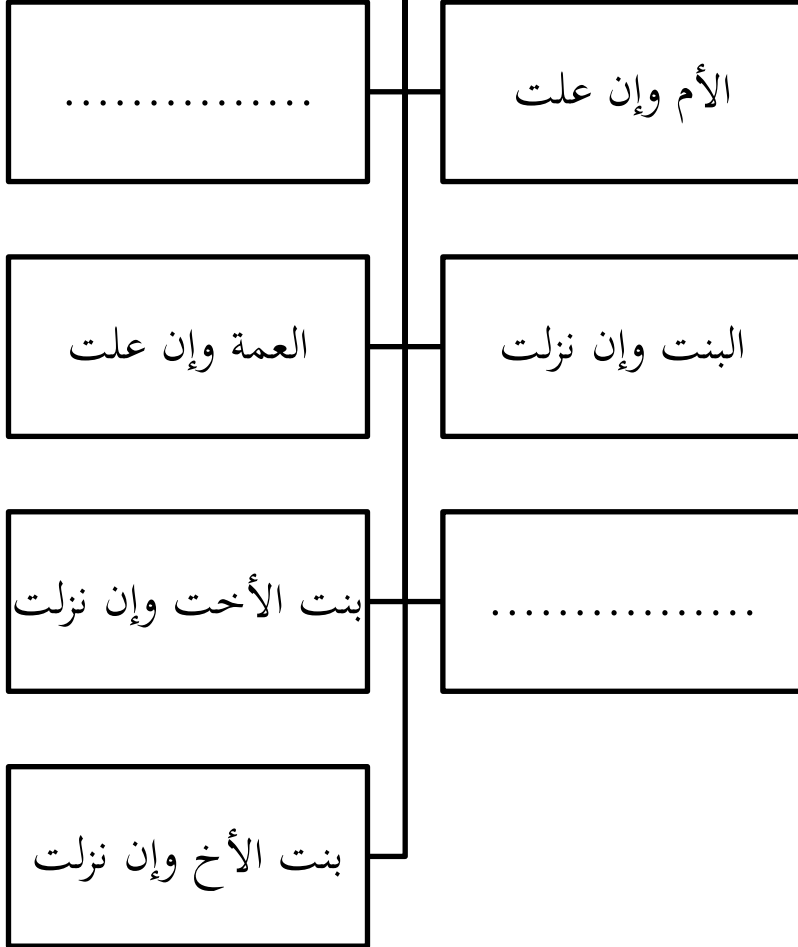 الأم وإن علت
...............
البنت وإن نزلت
العمة وإن علت
................
بنت الأخت وإن نزلت
بنت الأخ وإن نزلت